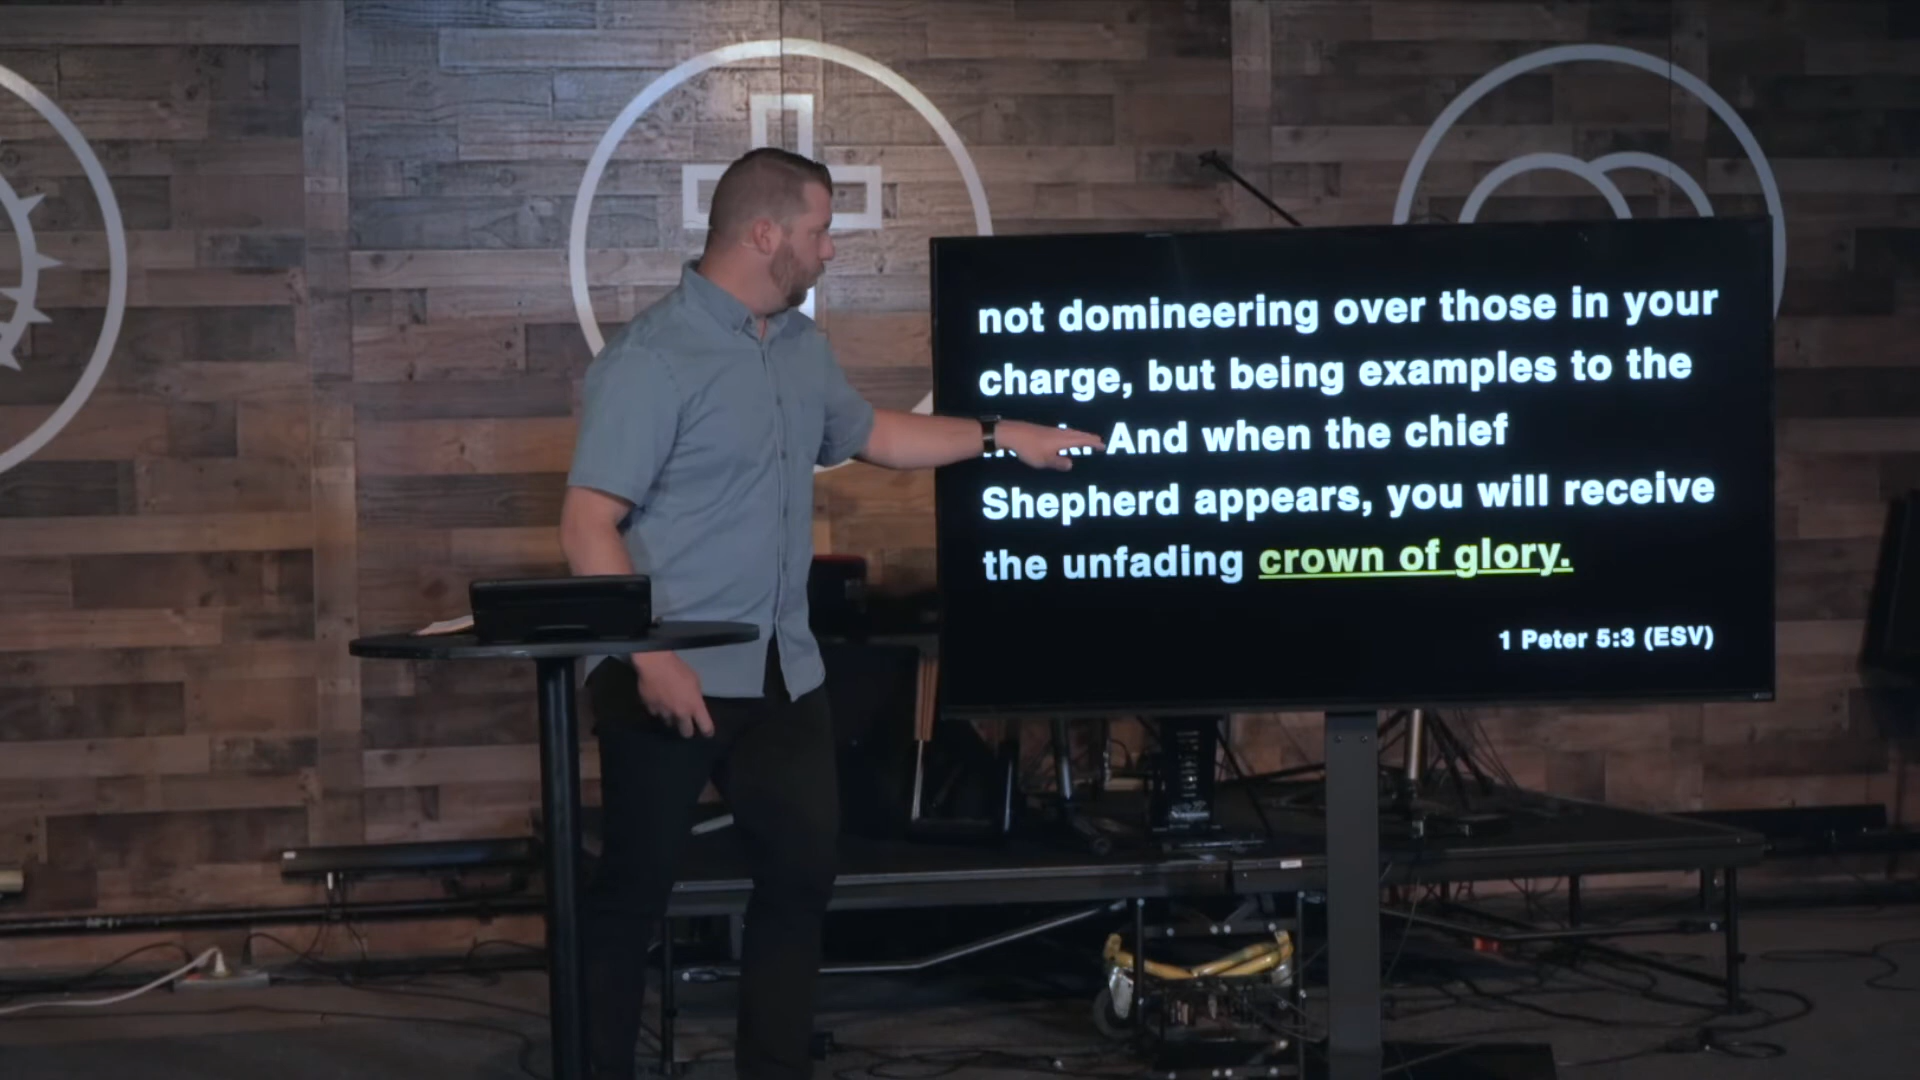 not domineering over those in your
charge, but being examples to the
And when the chief
Shepherd appears, you will receive
the unfading crown of glory.
1 Peter 5:3 (ESV)